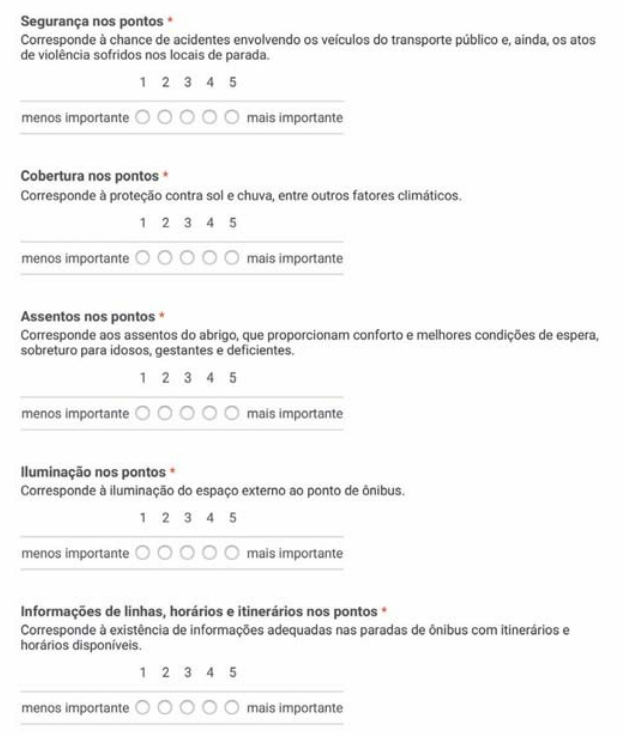 Segurança nos pontos *
Corresponde à chance de acidentes envolvendo os veículos do transporte público e, ainda, os atos
de violência sofridos nos locais de parada.
1 2 3 4 5
menos importante mais importante
Cobertura nos pontos *
Corresponde à proteção contra sol e chuva, entre outros fatores climáticos.
1 2 3 4 5
menos importante mais importante
Assentos nos pontos *
Corresponde aos assentos do abrigo, que proporcionam conforto e melhores condições de espera,
sobreturo para idosos, gestantes e deficientes.
1 2 3 4 5
menos importante mais importante
Iluminação nos pontos *
Corresponde à iluminação do espaço externo ao ponto de ônibus.
1 2 3 4 5
menos importante mais importante
Informações de linhas, horários e itinerários nos pontos *
Corresponde à existência de informações adequadas nas paradas de ônibus com itinerários e
horários disponíveis.
1 2 3 4 5
menos importante mais importante